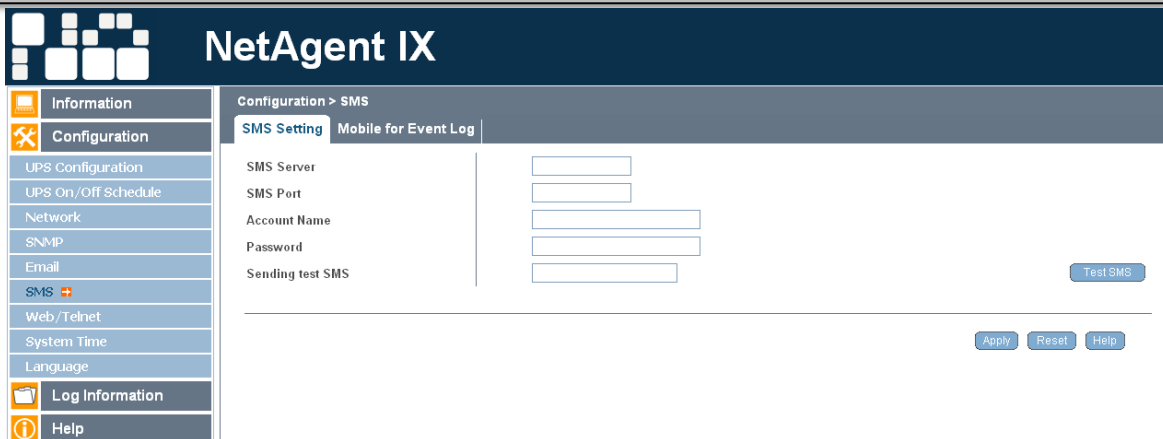 NetAgent IX
Information
Configuration
UPS Configuration
UPS On/Off Schedule
Network
SNMP
Email
SMS
Web/Telnet
System Time
Language
Log Information
Help
Configuration > SMS
SMS Setting
Mobile for Event Log
SMS Server
SMS Port
Account Name
Password
Sending test SMS
Test SMS
Apply
Reset
Help